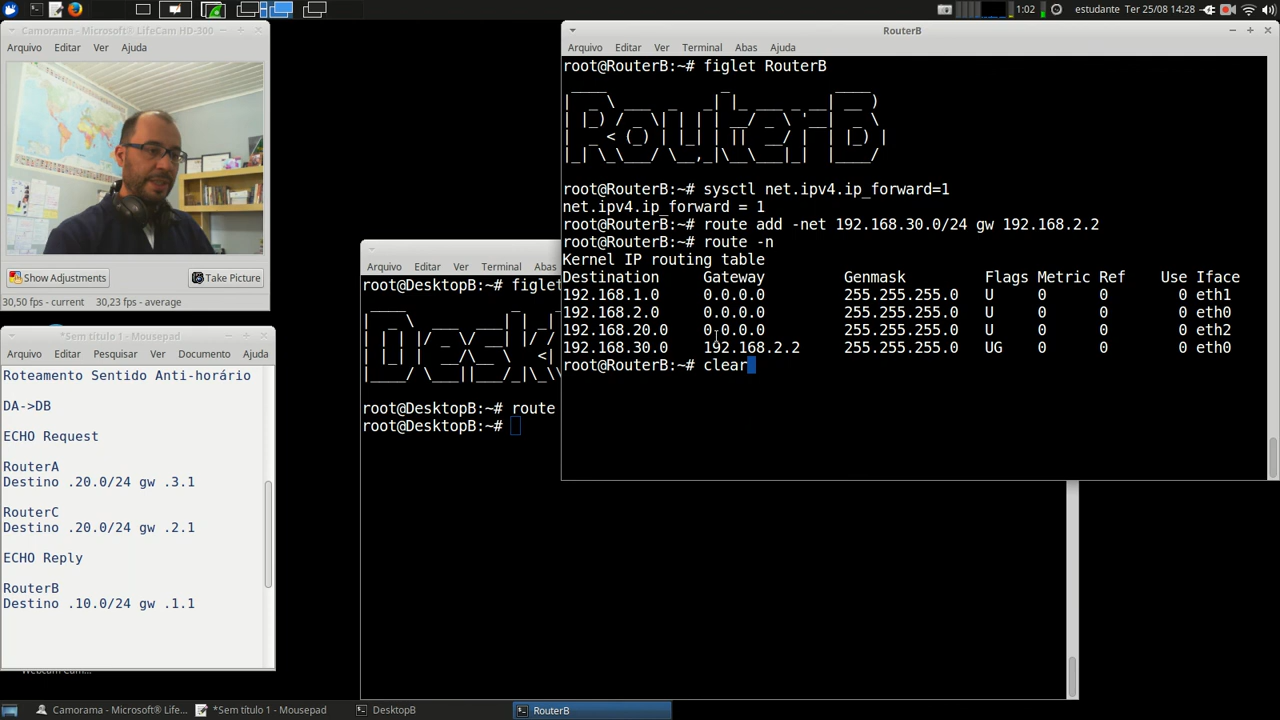 1:02 estudante Ter 25/08 14:28
Camorama - Microsoft® LifeCam HD-300
Arquivo Editar Ver Ajuda
Show Adjustments Take Picture
30,50 fps - current 30,23 fps - average
*Sem título 1 - Mousepad
Arquivo Editar Pesquisar Ver Documento Ajuda
Roteamento Sentido Anti-horário
DA->DB
ECHO Request
RouterA
Destino .20.0/24 gw .3.1
RouterC
Destino .20.0/24 gw .2.1
ECHO Reply
RouterB
Destino .10.0/24 gw .1.1
Arquivo Editar Ver Terminal Abas
root@DesktopB:~# figlet
Desk
root@DesktopB:~# route
root@DesktopB:~#
RouterB
Arquivo Editar Ver Terminal Abas Ajuda
root@RouterB:~# figlet RouterB
RouterB
root@RouterB:~# sysctl net.ipv4.ip_forward=1
net.ipv4.ip_forward = 1
root@RouterB:~# route add -net 192.168.30.0/24 gw 192.168.2.2
root@RouterB:~# route -n
Kernel IP routing table
Destination Gateway Genmask Flags Metric Ref Use Iface
192.168.1.0 0.0.0.0 255.255.255.0 U 0 0 0 eth1
192.168.2.0 0.0.0.0 255.255.255.0 U 0 0 0 eth0
192.168.20.0 0.0.0.0 255.255.255.0 U 0 0 0 eth2
192.168.30.0 192.168.2.2 255.255.255.0 UG 0 0 0 eth0
root@RouterB:~# clear
Camorama - Microsoft® Life... *Sem título 1 - Mousepad DesktopB RouterB